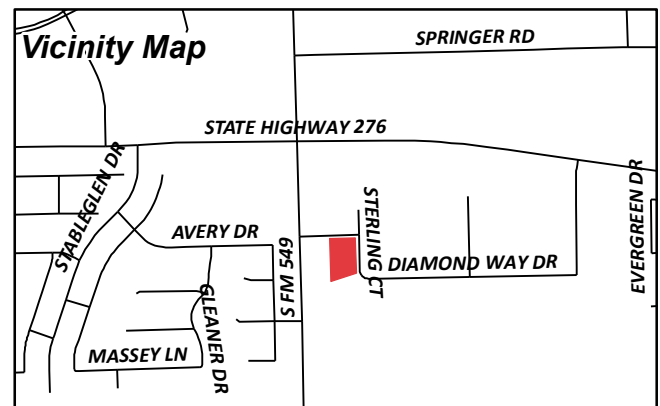 Vicinity Map
SPRINGER RD
STATE HIGHWAY 276
STABLEGLEN DR
AVERY DR
S FM 549
STERLING CT
DIAMOND WAY DR
EVERGREEN DR
GLEANER DR
MASSEY LN